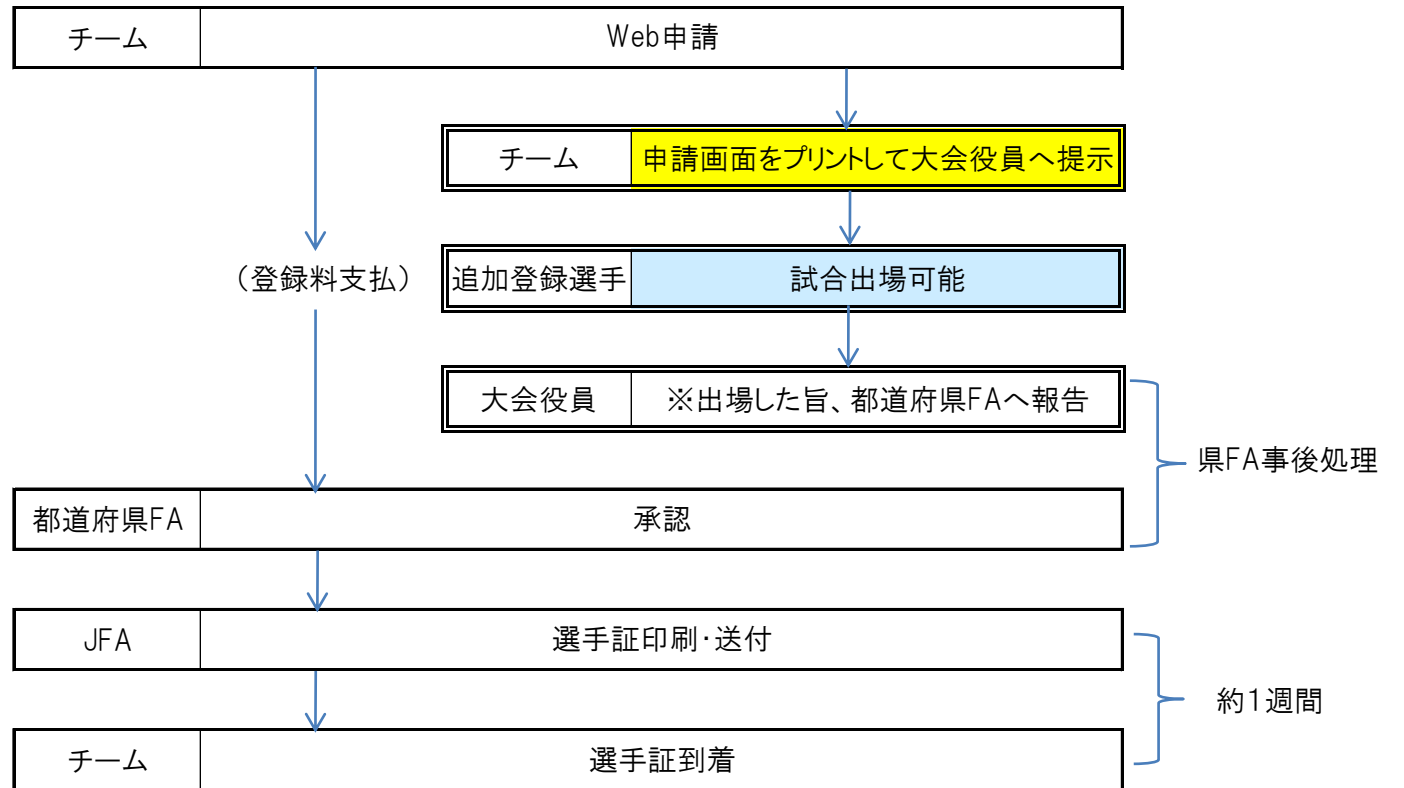 チーム Web申請
チーム 申請画面をプリントして大会役員へ提示
(登録料支払) 追加登録選手 試合出場可能
大会役員 ※出場した旨、都道府県FAへ報告
県FA事後処理
都道府県FA 承認
JFA 選手証印刷・送付
約1週間
チーム 選手証到着